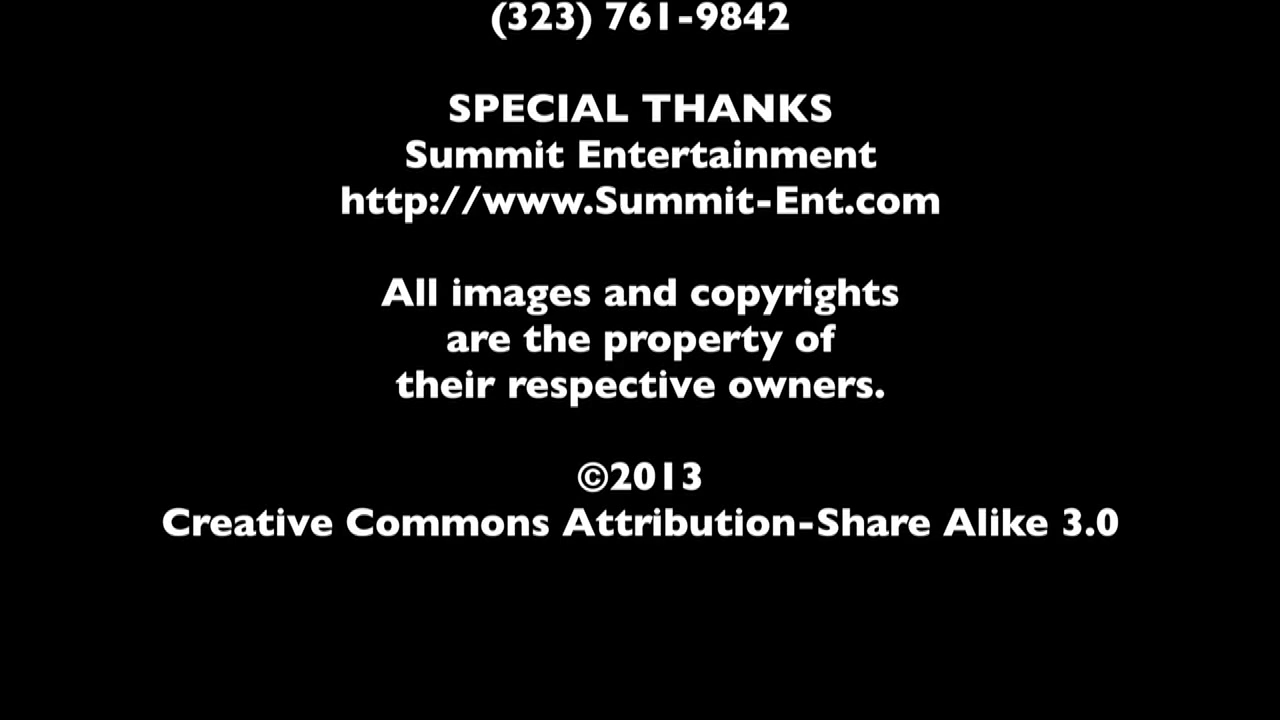 (323) 761-9842
SPECIAL THANKS
Summit Entertainment
http://www.Summit-Ent.com
All images and copyrights
are the property of
their respective owners.
©2013
Creative Commons Attribution-Share Alike 3.0